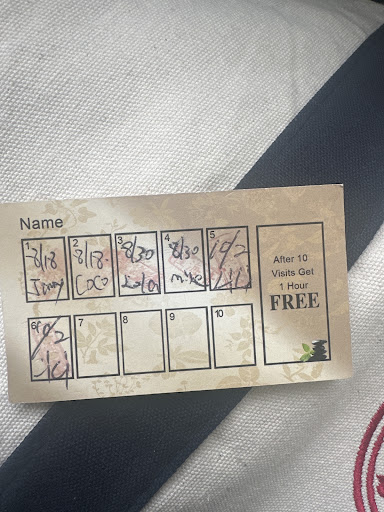 Name
1 2 3 4 5
8/18 8/18 8/30 8/30 10/2
Jimmy COCO Lola mike
After 10
Visits Get
1 Hour
FREE
6 7 8 9 10
10/2